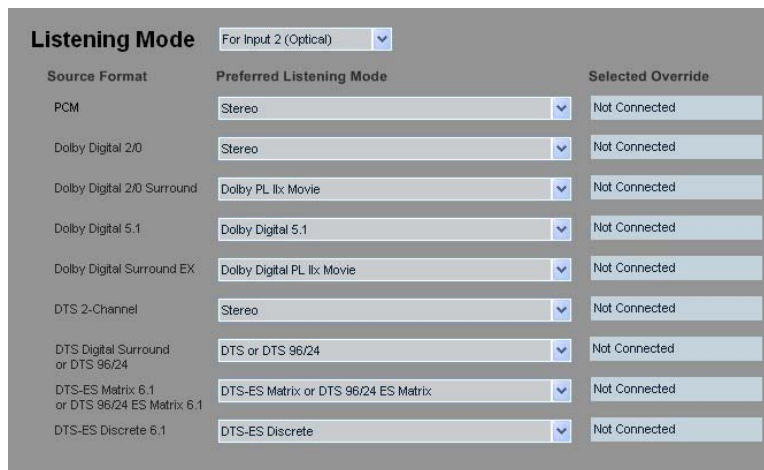 Listening Mode For Input 2 (Optical)
Source Format Preferred Listening Mode Selected Override
PCM Stereo Not Connected
Dolby Digital 2/0 Stereo Not Connected
Dolby Digital 2/0 Surround Dolby PL IIx Movie Not Connected
Dolby Digital 5.1 Dolby Digital 5.1 Not Connected
Dolby Digital Surround EX Dolby Digital PL IIx Movie Not Connected
DTS 2-Channel Stereo Not Connected
DTS Digital Surround DTS or DTS 96/24 Not Connected
or DTS 96/24
DTS-ES Matrix 6.1 DTS-ES Matrix or DTS 96/24 ES Matrix Not Connected
or DTS 96/24 ES Matrix 6.1
DTS-ES Discrete 6.1 DTS-ES Discrete Not Connected